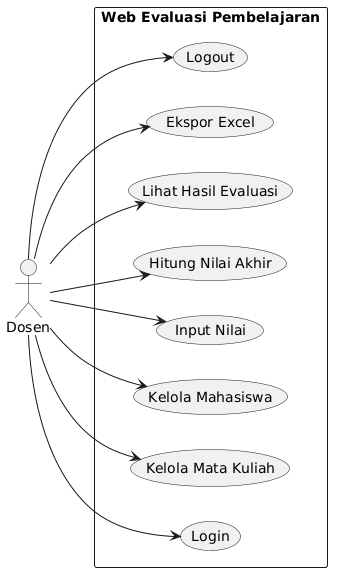 Web Evaluasi Pembelajaran
Logout
Ekspor Excel
Lihat Hasil Evaluasi
Hitung Nilai Akhir
Dosen
Input Nilai
Kelola Mahasiswa
Kelola Mata Kuliah
Login